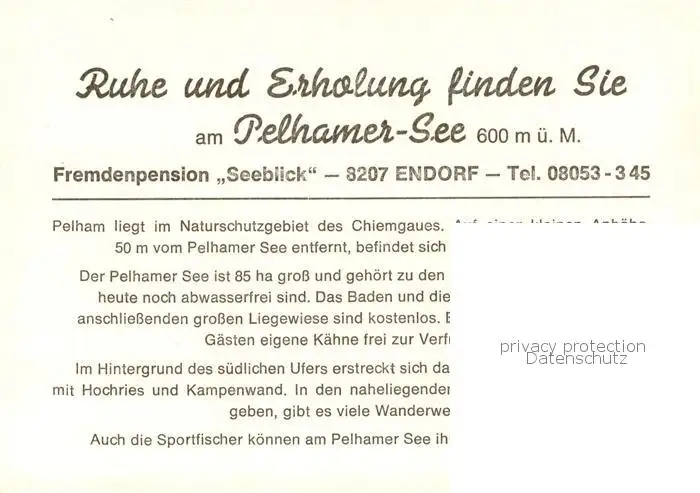 Ruhe und Erholung finden Sie
am Pelhamer-See 600 m ü. M.
Fremdenpension „Seeblick“ — 8207 ENDORF — Tel. 08053-345
Pelham liegt im Naturschutzgebiet des Chiemgaues. Auf einer kleinen Anhöhe,
50 m vom Pelhamer See entfernt, befindet sich
Der Pelhamer See ist 85 ha groß und gehört zu den
heute noch abwasserfrei sind. Das Baden und die
anschließenden großen Liegewiese sind kostenlos.
Gästen eigene Kähne frei zur
Im Hintergrund des südlichen Ufers erstreckt sich
mit Hochries und Kampenwand. In den
geben, gibt es viele
Auch die Sportfischer können am Pelhamer See
privacy protection
Datenschutz